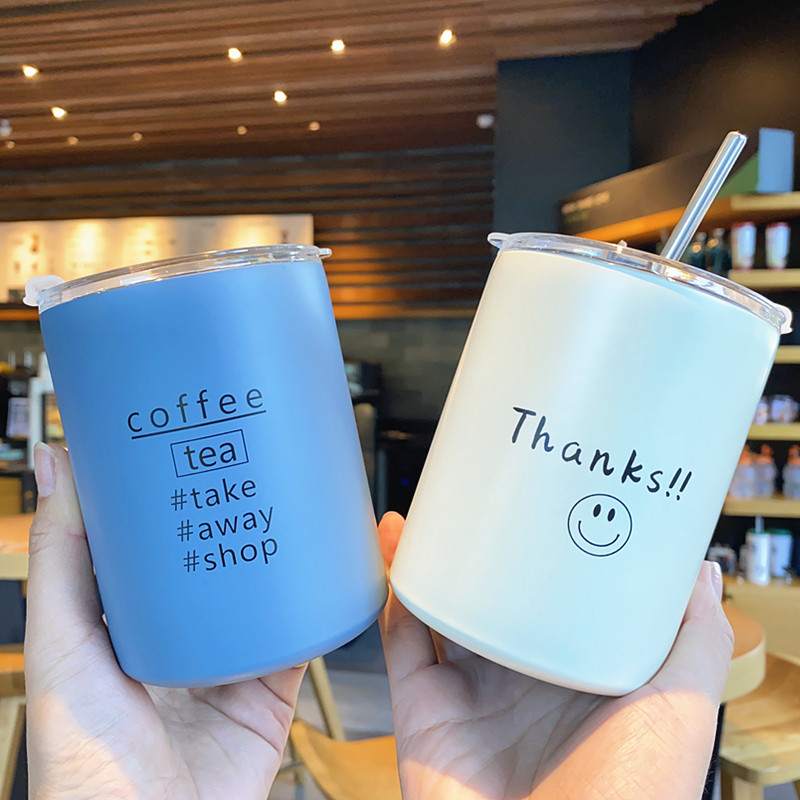 coffee
tea
#take
#away
#shop
Thanks!!